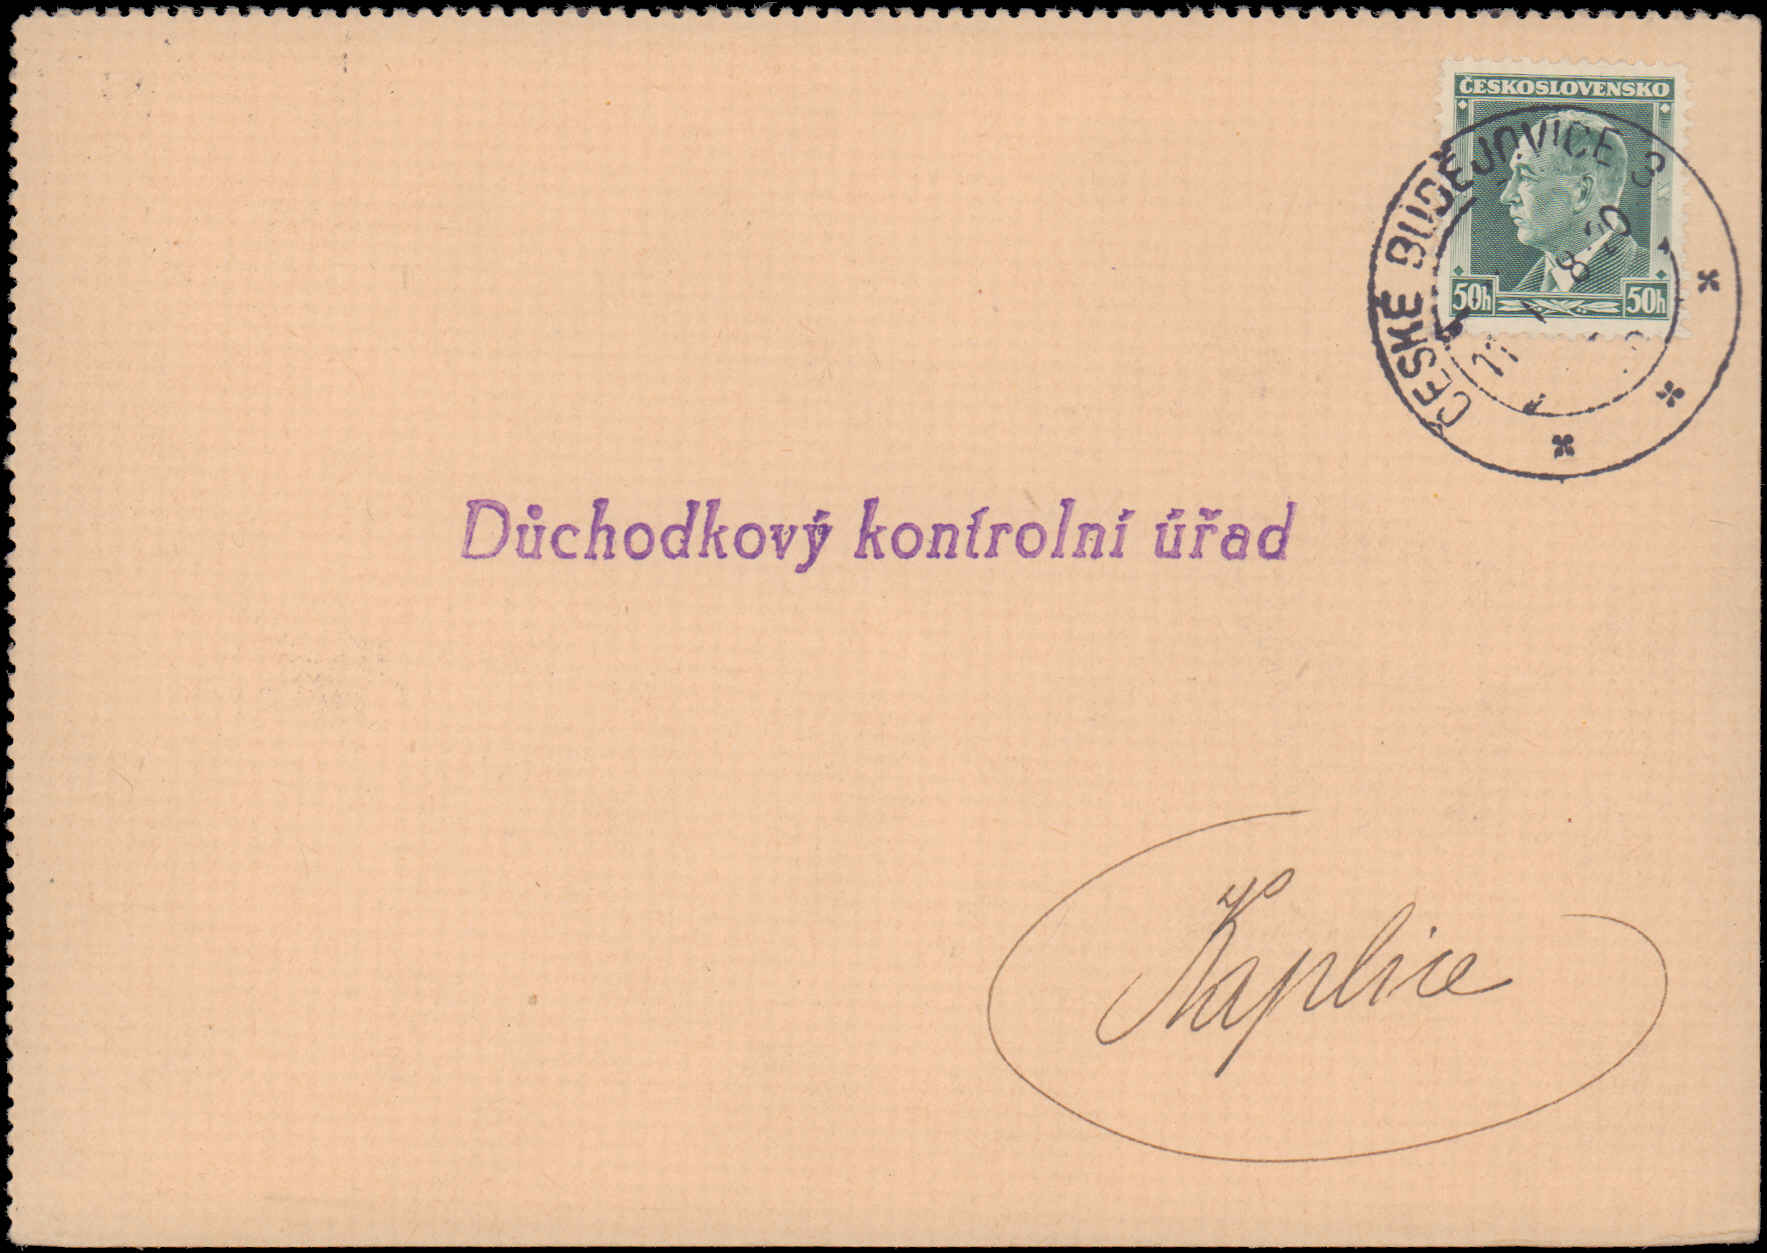 ČESKOSLOVENSKO
50h 50h
ČESKÉ BUDĚJOVICE 3
Důchodkový kontrolní úřad
Kaplice